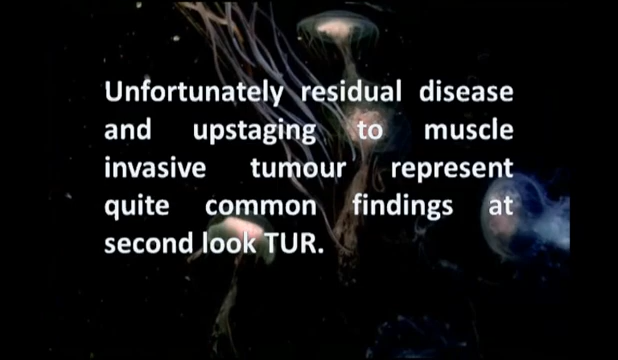 Unfortunately residual disease
and upstaging to muscle
invasive tumour represent
quite common findings at
second look TUR.